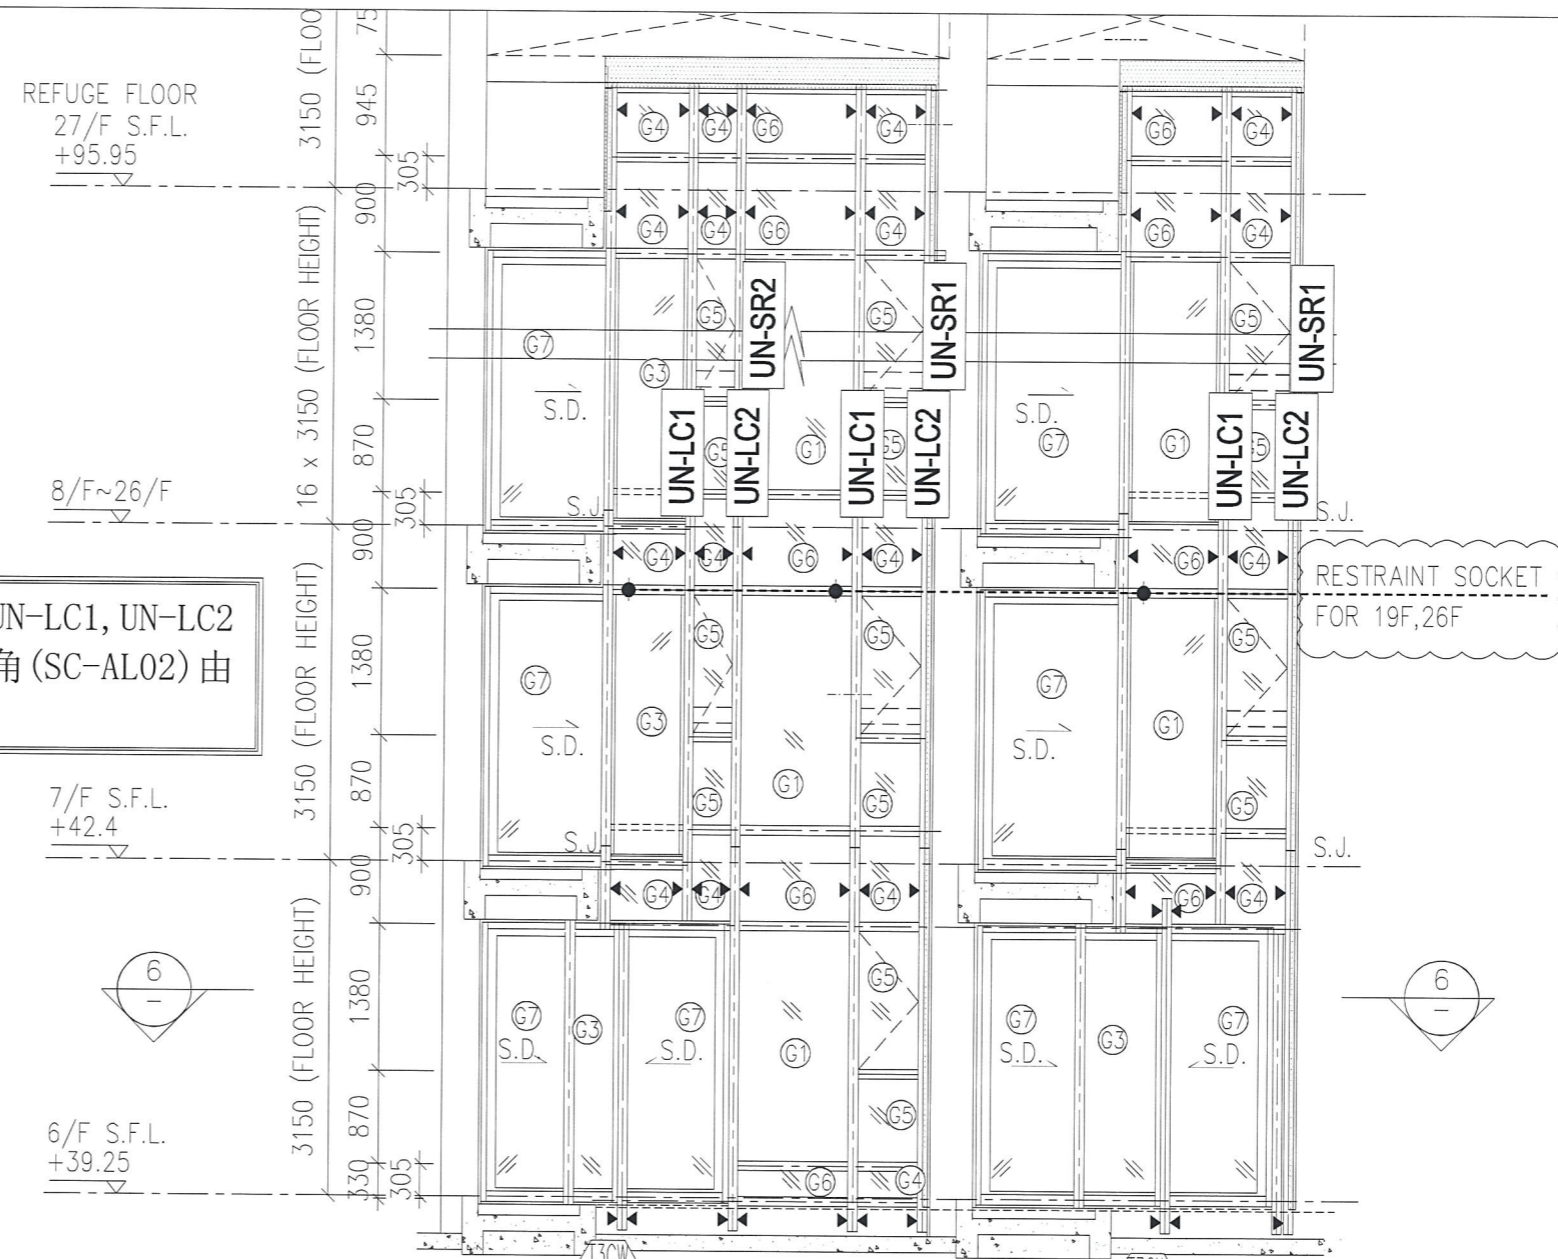 REFUGE FLOOR
27/F S.F.L.
+95.95
8/F~26/F
UN-LC1, UN-LC2
角(SC-AL02)由
7/F S.F.L.
+42.4
6/F S.F.L.
+39.25
3150 (FLOO
16 x 3150 (FLOOR HEIGHT)
3150 (FLOOR HEIGHT)
3150 (FLOOR HEIGHT)
75
945
305
900
1380
870
305
900
1380
870
305
900
1380
870
305
330
G4 G4 G6 G4 G6 G4
G4 G4 G6 G4 G6 G4
UN-SR2 UN-SR1 UN-SR1
G5 G5 G5
G7 G3
S.D. S.D.
UN-LC1 UN-LC2 UN-LC1 UN-LC2 UN-LC1 UN-LC2
G5 G1 G5 G7 G1 G5
S.J. S.J.
G4 G4 G6 G4 G6 G4
RESTRAINT SOCKET
FOR 19F,26F
G5 G5 G5
G7 G3 G7 G1
S.D. S.D.
G5 G1 G5 G5
S.J. S.J.
G4 G4 G6 G4 G6 G4
6
-
6
-
G5
G7 G3 G7 G1 G7 G3 G7
S.D. S.D. S.D. S.D.
G5
G6 G4
T3CW